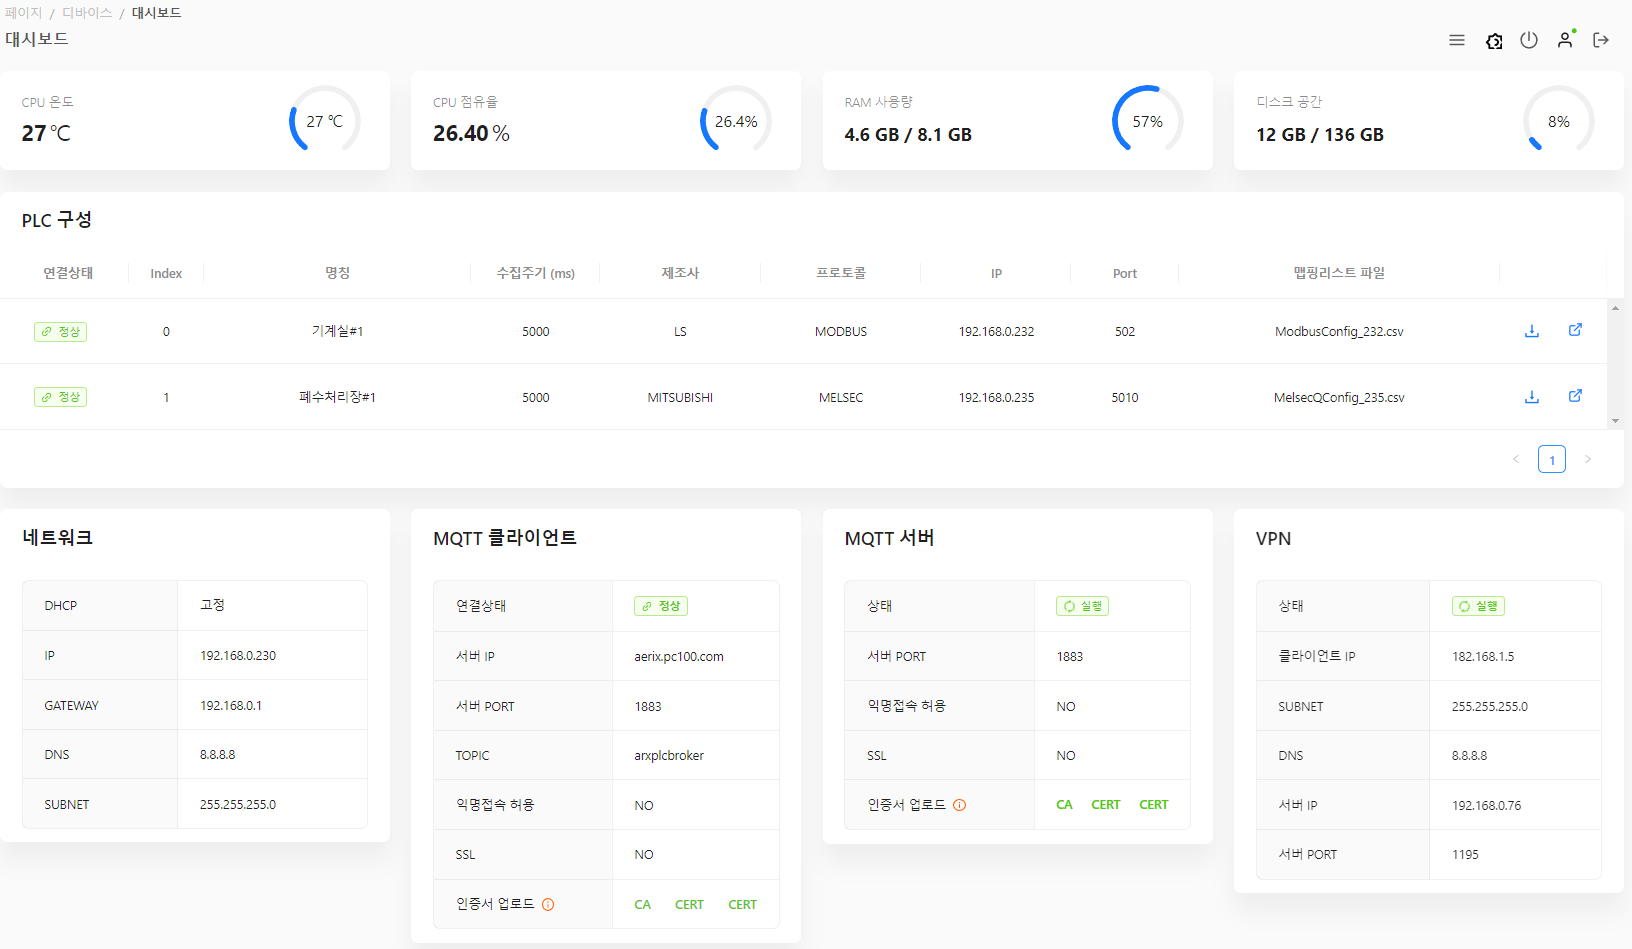 페이지 / 디바이스 / 대시보드
대시보드
CPU 온도
27 ℃
27 ℃
CPU 점유율
26.40 %
26.4%
RAM 사용량
4.6 GB / 8.1 GB
57%
디스크 공간
12 GB / 136 GB
8%
PLC 구성
연결상태 Index 명칭 수집주기 (ms) 제조사 프로토콜 IP Port 맵핑리스트 파일
정상 0 기계실#1 5000 LS MODBUS 192.168.0.232 502 ModbusConfig_232.csv
정상 1 폐수처리장#1 5000 MITSUBISHI MELSEC 192.168.0.235 5010 MelsecQConfig_235.csv
< 1 >
네트워크
DHCP 고정
IP 192.168.0.230
GATEWAY 192.168.0.1
DNS 8.8.8.8
SUBNET 255.255.255.0
MQTT 클라이언트
연결상태 정상
서버 IP aerix.pc100.com
서버 PORT 1883
TOPIC arxplcbroker
익명접속 허용 NO
SSL NO
인증서 업로드 CA CERT CERT
MQTT 서버
상태 실행
서버 PORT 1883
익명접속 허용 NO
SSL NO
인증서 업로드 CA CERT CERT
VPN
상태 실행
클라이언트 IP 182.168.1.5
SUBNET 255.255.255.0
DNS 8.8.8.8
서버 IP 192.168.0.76
서버 PORT 1195